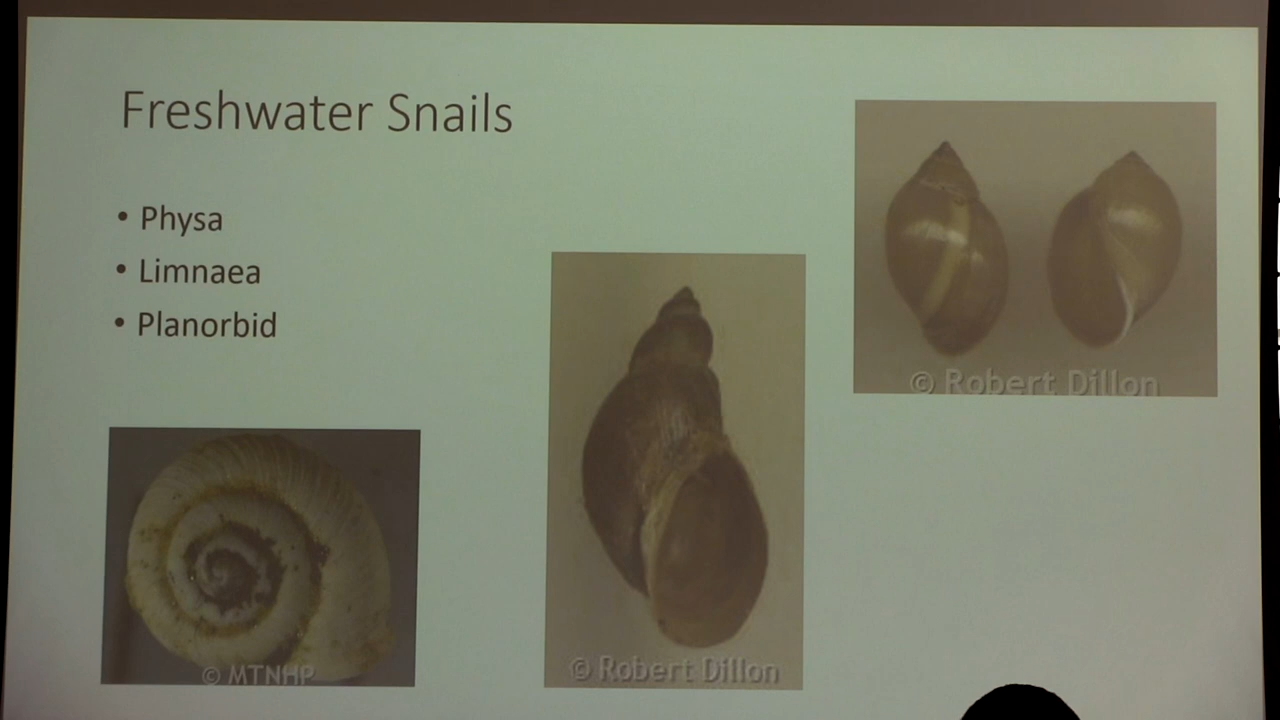 Freshwater Snails
• Physa
• Limnaea
• Planorbid
© Robert Dillon
© Robert Dillon
© MTNHP